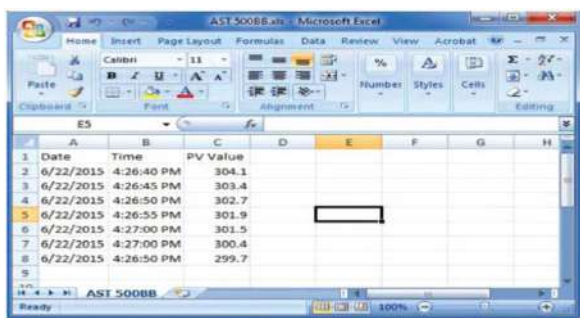 AST 500BB.xls - Microsoft Excel
Home Insert Page Layout Formulas Data Review View Acrobat
Calibri 11
Paste
B I U A A
Number Styles Cells
Clipboard Font Alignment Editing
E5 fx
A B C D E F G H
1 Date Time PV Value
2 6/22/2015 4:26:40 PM 304.1
3 6/22/2015 4:26:45 PM 303.4
4 6/22/2015 4:26:50 PM 302.7
5 6/22/2015 4:26:55 PM 301.9
6 6/22/2015 4:27:00 PM 301.5
7 6/22/2015 4:27:00 PM 300.4
8 6/22/2015 4:26:50 PM 299.7
9
AST 500BB
Ready 100%